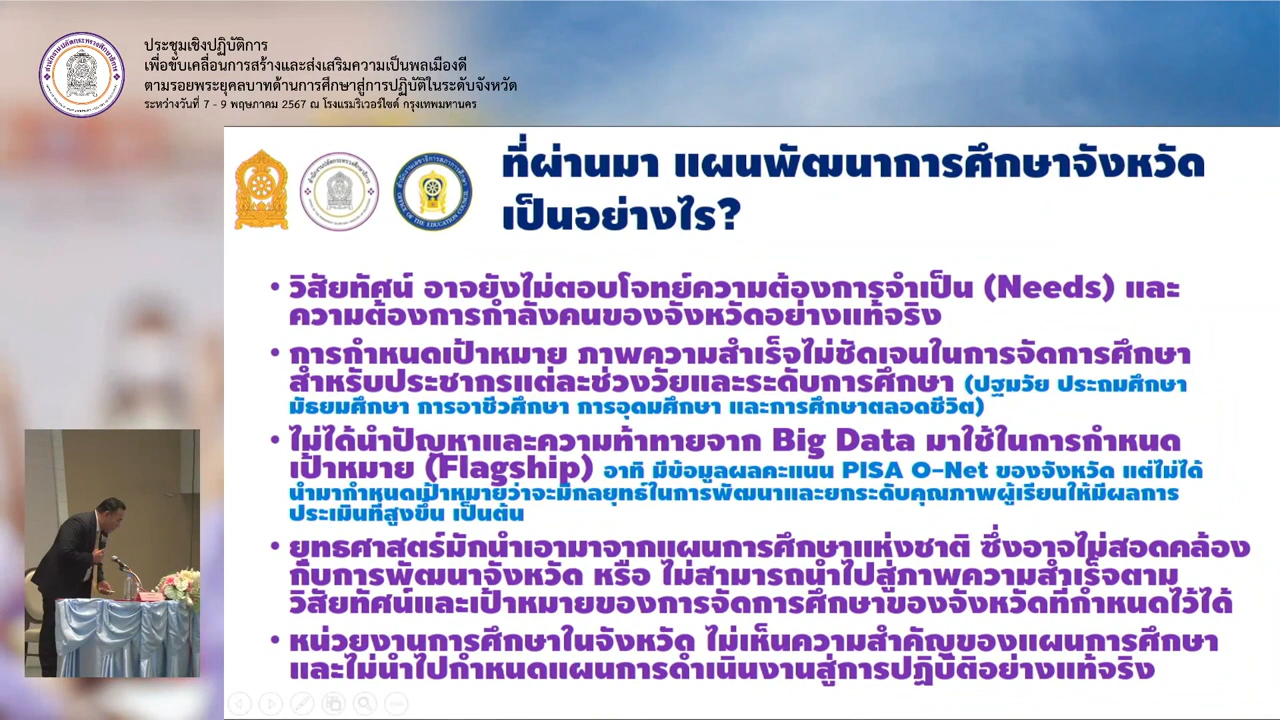 ประชุมเชิงปฏิบัติการ
เพื่อขับเคลื่อนการสร้างและส่งเสริมความเป็นพลเมืองดี
ตามรอยพระยุคลบาทด้านการศึกษาสู่การปฏิบัติในระดับจังหวัด
ระหว่างวันที่ 7 - 9 พฤษภาคม 2567 ณ โรงแรมริเวอร์ไซด์ กรุงเทพมหานคร
ที่ผ่านมา แผนพัฒนาการศึกษาจังหวัด
เป็นอย่างไร?
• วิสัยทัศน์ อาจยังไม่ตอบโจทย์ความต้องการจำเป็น (Needs) และ
ความต้องการกำลังคนของจังหวัดอย่างแท้จริง
• การกำหนดเป้าหมาย ภาพความสำเร็จไม่ชัดเจนในการจัดการศึกษา
สำหรับประชากรแต่ละช่วงวัยและระดับการศึกษา (ปฐมวัย ประถมศึกษา
มัธยมศึกษา การอาชีวศึกษา การอุดมศึกษา และการศึกษาตลอดชีวิต)
• ไม่ได้นำปัญหาและความท้าทายจาก Big Data มาใช้ในการกำหนด
เป้าหมาย (Flagship) อาทิ มีข้อมูลผลคะแนน PISA O-Net ของจังหวัด แต่ไม่ได้
นำมากำหนดเป้าหมายว่าจะมีกลยุทธ์ในการพัฒนาและยกระดับคุณภาพผู้เรียนให้มีผลการ
ประเมินที่สูงขึ้น เป็นต้น
• ยุทธศาสตร์มักนำเอามาจากแผนการศึกษาแห่งชาติ ซึ่งอาจไม่สอดคล้อง
กับการพัฒนาจังหวัด หรือ ไม่สามารถนำไปสู่ภาพความสำเร็จตาม
วิสัยทัศน์และเป้าหมายของการจัดการศึกษาของจังหวัดที่กำหนดไว้ได้
• หน่วยงานการศึกษาในจังหวัด ไม่เห็นความสำคัญของแผนการศึกษา
และไม่นำไปกำหนดแผนการดำเนินงานสู่การปฏิบัติอย่างแท้จริง